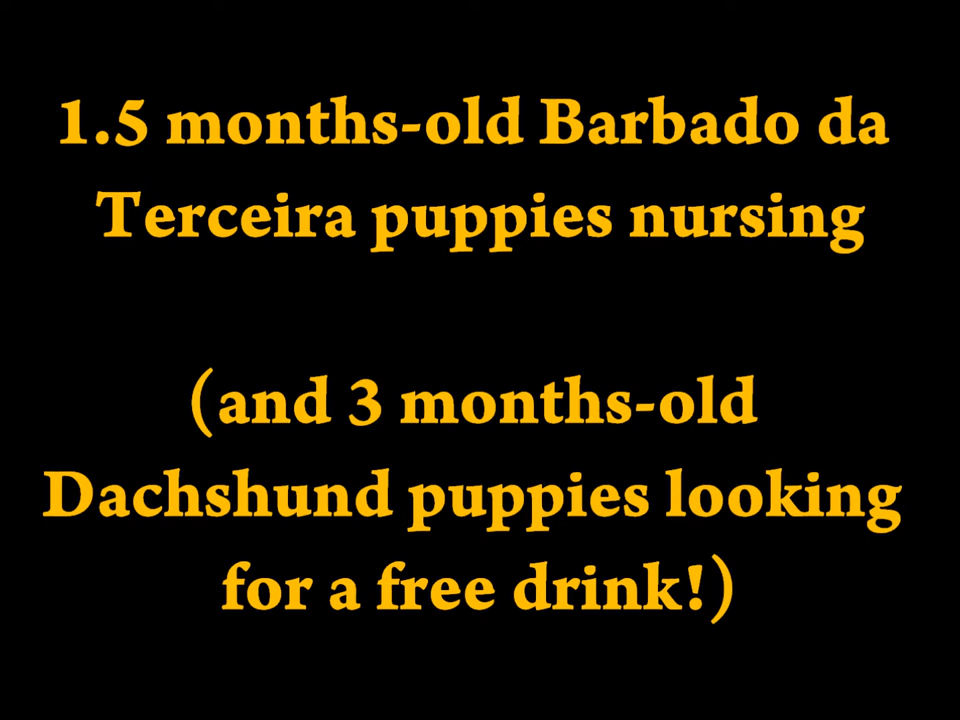 1.5 months-old Barbado da
Terceira puppies nursing
(and 3 months-old
Dachshund puppies looking
for a free drink!)